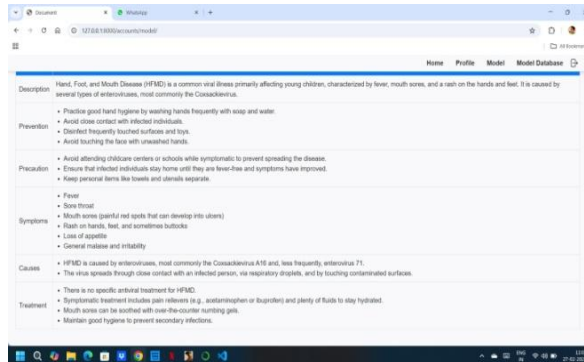 Document
WhatsApp
127.0.0.1:8000/accounts/model/
All Bookmarks
Home Profile Model Model Database
Description
Hand, Foot, and Mouth Disease (HFMD) is a common viral illness primarily affecting young children, characterized by fever, mouth sores, and a rash on the hands and feet. It is caused by
several types of enteroviruses, most commonly the Coxsackievirus.
Prevention
• Practice good hand hygiene by washing hands frequently with soap and water.
• Avoid close contact with infected individuals.
• Disinfect frequently touched surfaces and toys.
• Avoid touching the face with unwashed hands.
Precaution
• Avoid attending childcare centers or schools while symptomatic to prevent spreading the disease.
• Ensure that infected individuals stay home until they are fever-free and symptoms have improved.
• Keep personal items like towels and utensils separate.
Symptoms
• Fever
• Sore throat
• Mouth sores (painful red spots that can develop into ulcers)
• Rash on hands, feet, and sometimes buttocks
• Loss of appetite
• General malaise and irritability
Causes
• HFMD is caused by enteroviruses, most commonly the Coxsackievirus A16 and, less frequently, enterovirus 71.
• The virus spreads through close contact with an infected person, via respiratory droplets, and by touching contaminated surfaces.
Treatment
• There is no specific antiviral treatment for HFMD.
• Symptomatic treatment includes pain relievers (e.g., acetaminophen or ibuprofen) and plenty of fluids to stay hydrated.
• Mouth sores can be soothed with over-the-counter numbing gels.
• Maintain good hygiene to prevent secondary infections.
ENG
IN